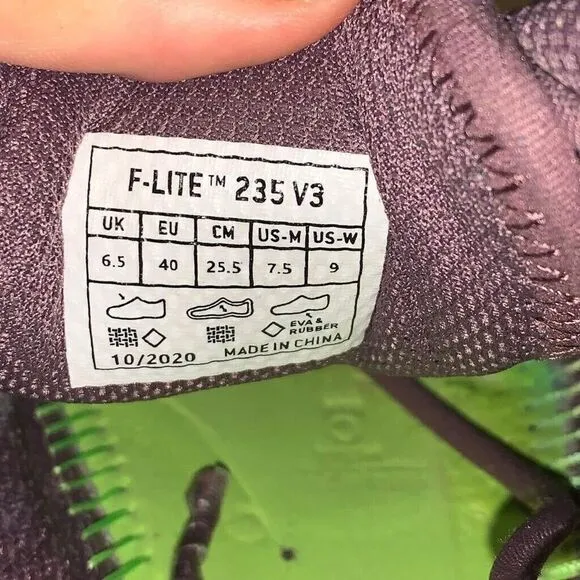 F-LITE™ 235 V3
UK EU CM US-M US-W
6.5 40 25.5 7.5 9
EVA &
RUBBER
10/2020 MADE IN CHINA